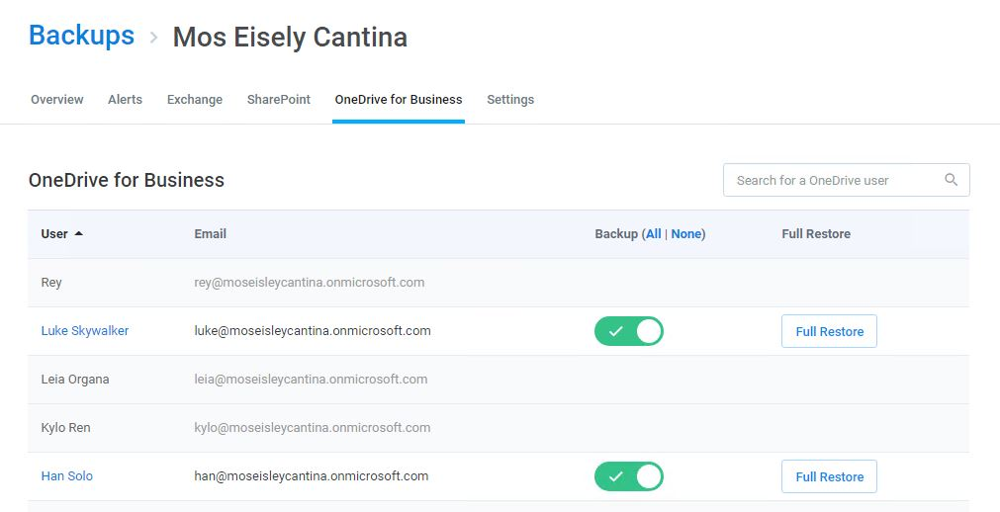 Backups > Mos Eisely Cantina
Overview Alerts Exchange SharePoint OneDrive for Business Settings
OneDrive for Business Search for a OneDrive user
User Email Backup (All | None) Full Restore
Rey rey@moseisleycantina.onmicrosoft.com
Luke Skywalker luke@moseisleycantina.onmicrosoft.com Full Restore
Leia Organa leia@moseisleycantina.onmicrosoft.com
Kylo Ren kylo@moseisleycantina.onmicrosoft.com
Han Solo han@moseisleycantina.onmicrosoft.com Full Restore